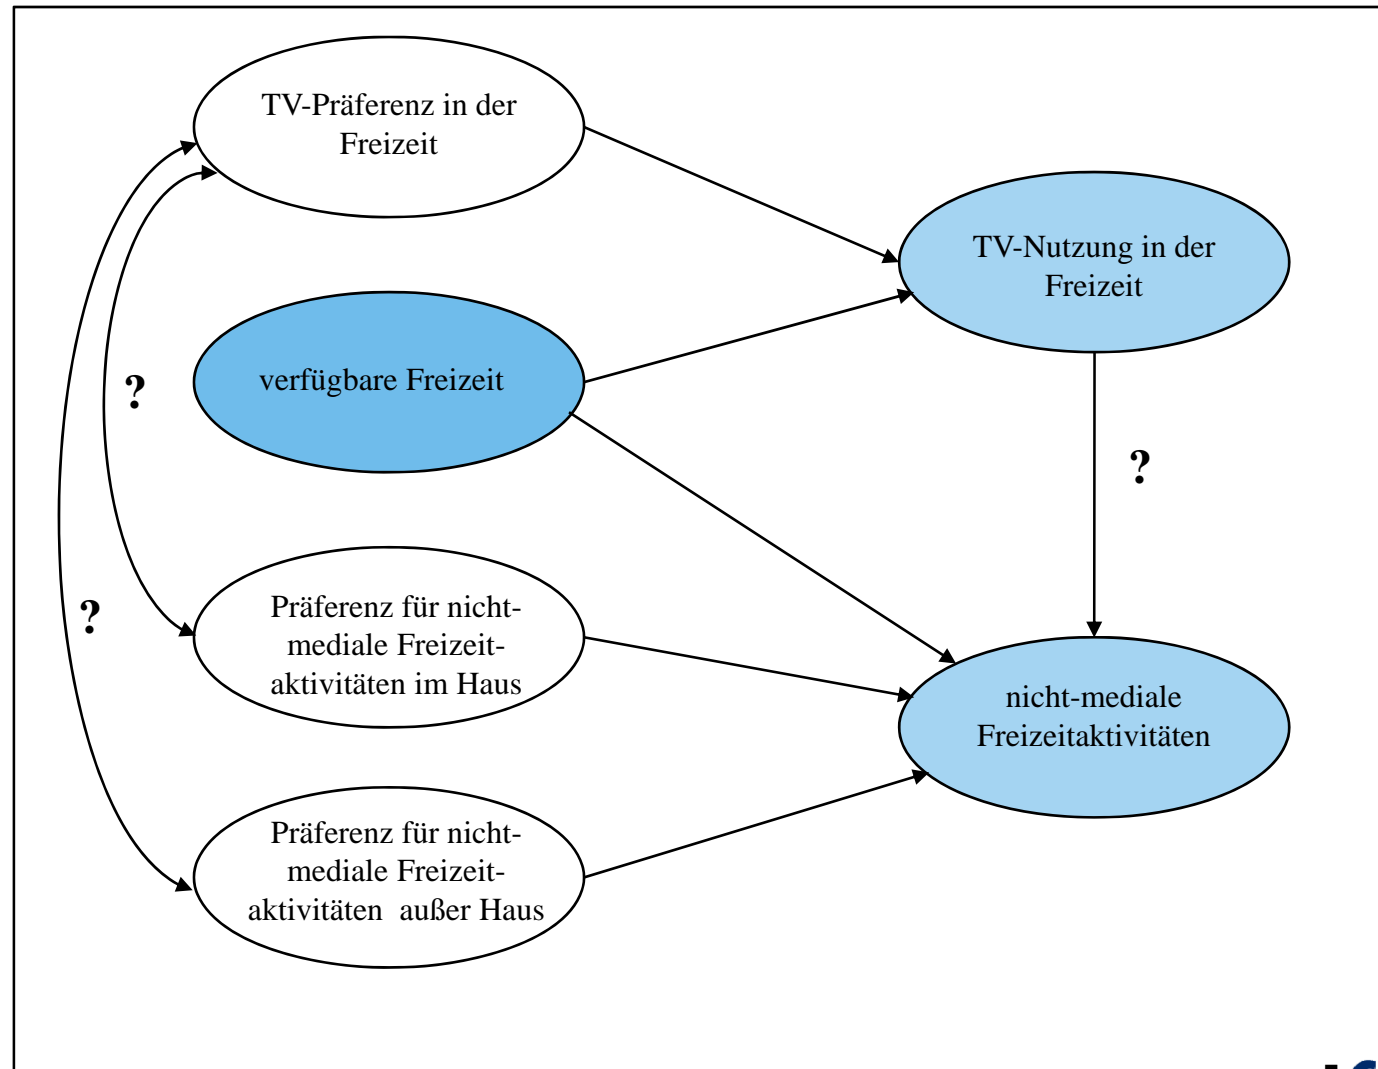 TV-Präferenz in der
Freizeit
TV-Nutzung in der
Freizeit
verfügbare Freizeit
?
?
Präferenz für nicht-
mediale Freizeit-
aktivitäten im Haus
?
nicht-mediale
Freizeitaktivitäten
Präferenz für nicht-
mediale Freizeit-
aktivitäten außer Haus